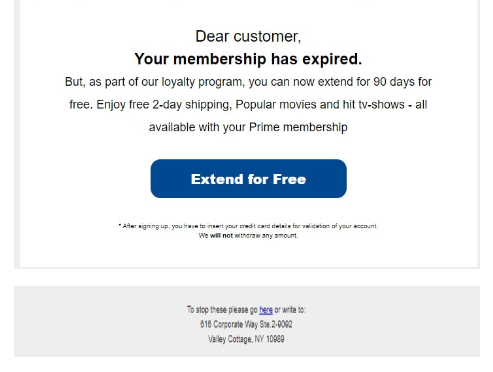 Dear customer,
Your membership has expired.
But, as part of our loyalty program, you can now extend for 90 days for
free. Enjoy free 2-day shipping, Popular movies and hit tv-shows - all
available with your Prime membership
Extend for Free
* After signing up, you have to insert your credit card details for validation of your account.
We will not withdraw any amount.
To stop these please go here or write to:
616 Corporate Way Ste.2-9092
Valley Cottage, NY 10989